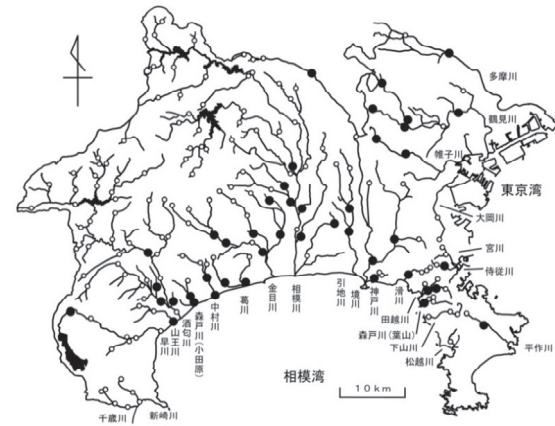 多摩川
鶴見川
帷子川
東京湾
大岡川
宮川
侍従川
平作川
滑川
田越川
森戸川(葉山)
下山川
松越川
神戸川
境川
引地川
相模川
金目川
葛川
中村川
森戸川(小田原)
酒匂川
山王川
早川
相模湾
10km
千歳川
新崎川